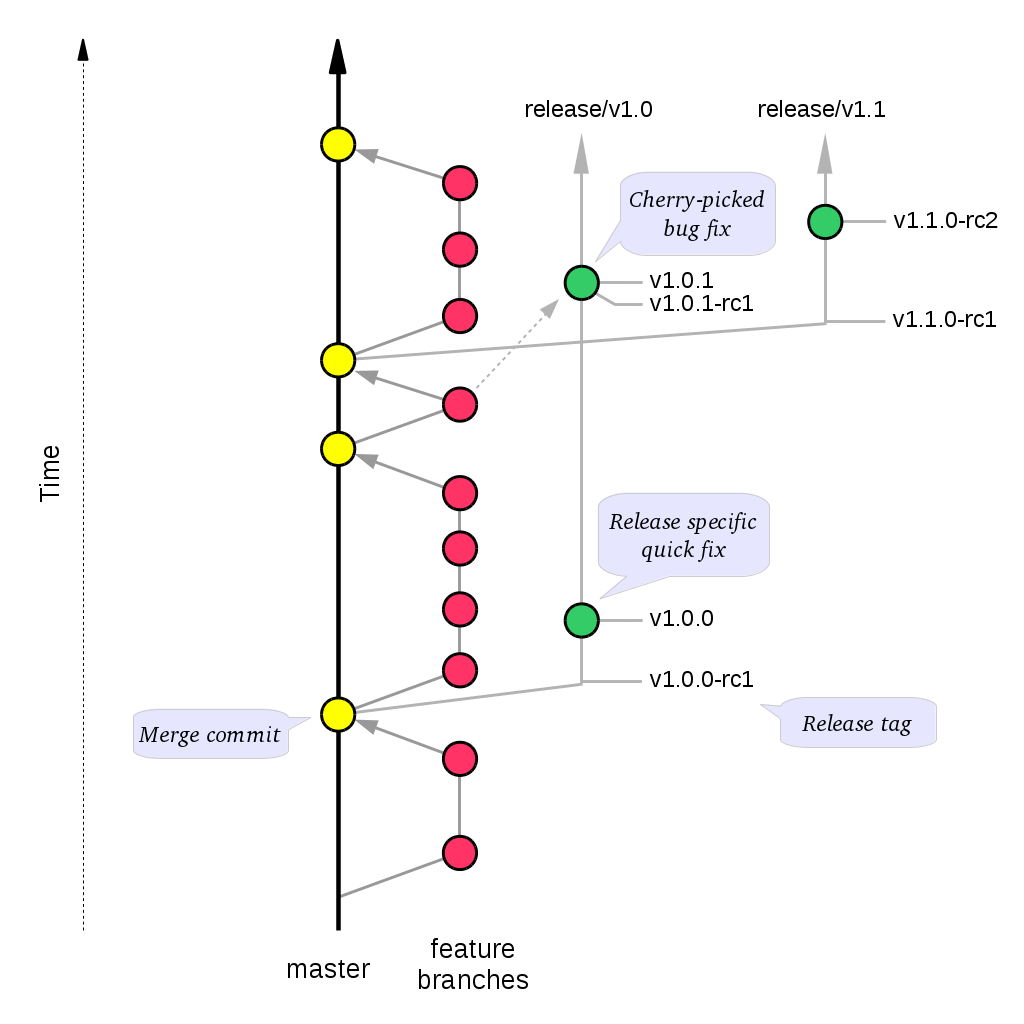 release/v1.0
release/v1.1
Cherry-picked
bug fix
v1.1.0-rc2
v1.0.1
v1.0.1-rc1
v1.1.0-rc1
Time
Release specific
quick fix
v1.0.0
v1.0.0-rc1
Merge commit
Release tag
master
feature
branches